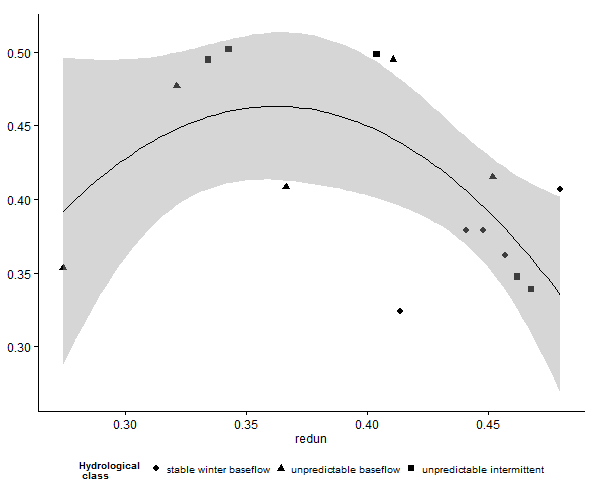 0.50
0.45
0.40
0.35
0.30
0.30 0.35 0.40 0.45
redun
Hydrological
class
stable winter baseflow unpredictable baseflow unpredictable intermittent